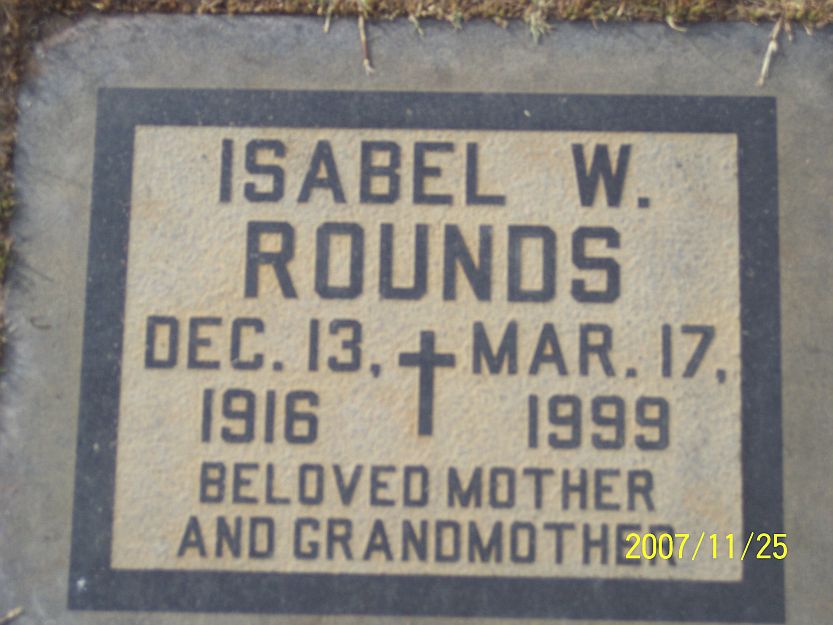 ISABEL W.
ROUNDS
DEC. 13, MAR. 17,
1916 1999
BELOVED MOTHER
AND GRANDMOTHER
2007/11/25